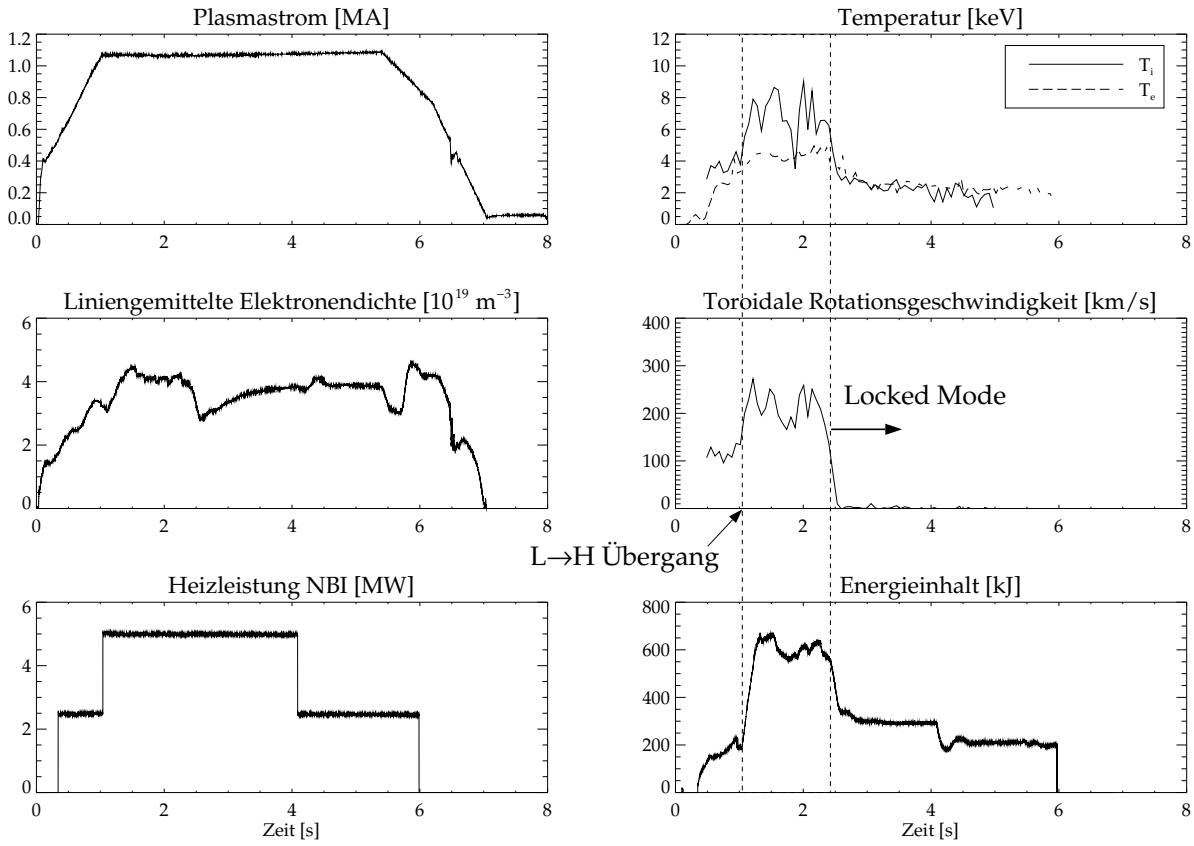 Plasmastrom [MA]
1.2
1.0
0.8
0.6
0.4
0.2
0.0
0 2 4 6 8
Temperatur [keV]
12
10
8
6
4
2
0
0 2 4 6 8
T_i
T_e
Liniengemittelte Elektronendichte [10^19 m^−3]
6
4
2
0
0 2 4 6 8
Toroidale Rotationsgeschwindigkeit [km/s]
400
300
200
100
0
0 2 4 6 8
Locked Mode
L→H Übergang
Heizleistung NBI [MW]
6
4
2
0
0 2 4 6 8
Zeit [s]
Energieinhalt [kJ]
800
600
400
200
0
0 2 4 6 8
Zeit [s]